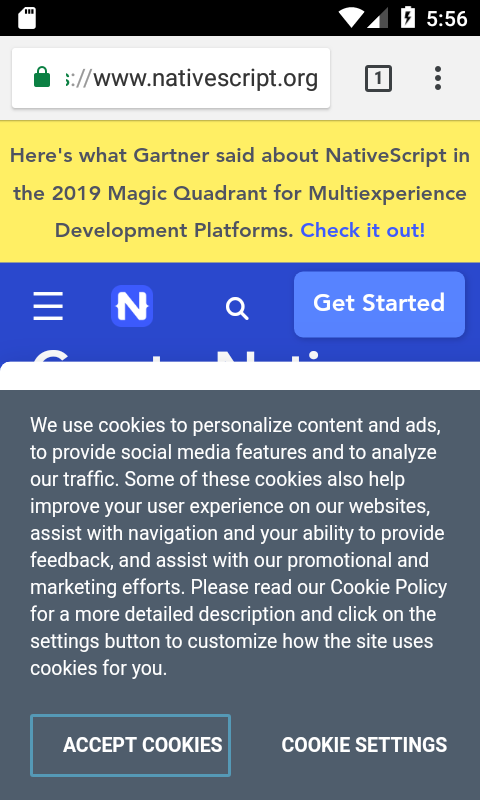 5:56
s://www.nativescript.org
1
Here's what Gartner said about NativeScript in
the 2019 Magic Quadrant for Multiexperience
Development Platforms. Check it out!
N
Get Started
We use cookies to personalize content and ads,
to provide social media features and to analyze
our traffic. Some of these cookies also help
improve your user experience on our websites,
assist with navigation and your ability to provide
feedback, and assist with our promotional and
marketing efforts. Please read our Cookie Policy
for a more detailed description and click on the
settings button to customize how the site uses
cookies for you.
ACCEPT COOKIES
COOKIE SETTINGS